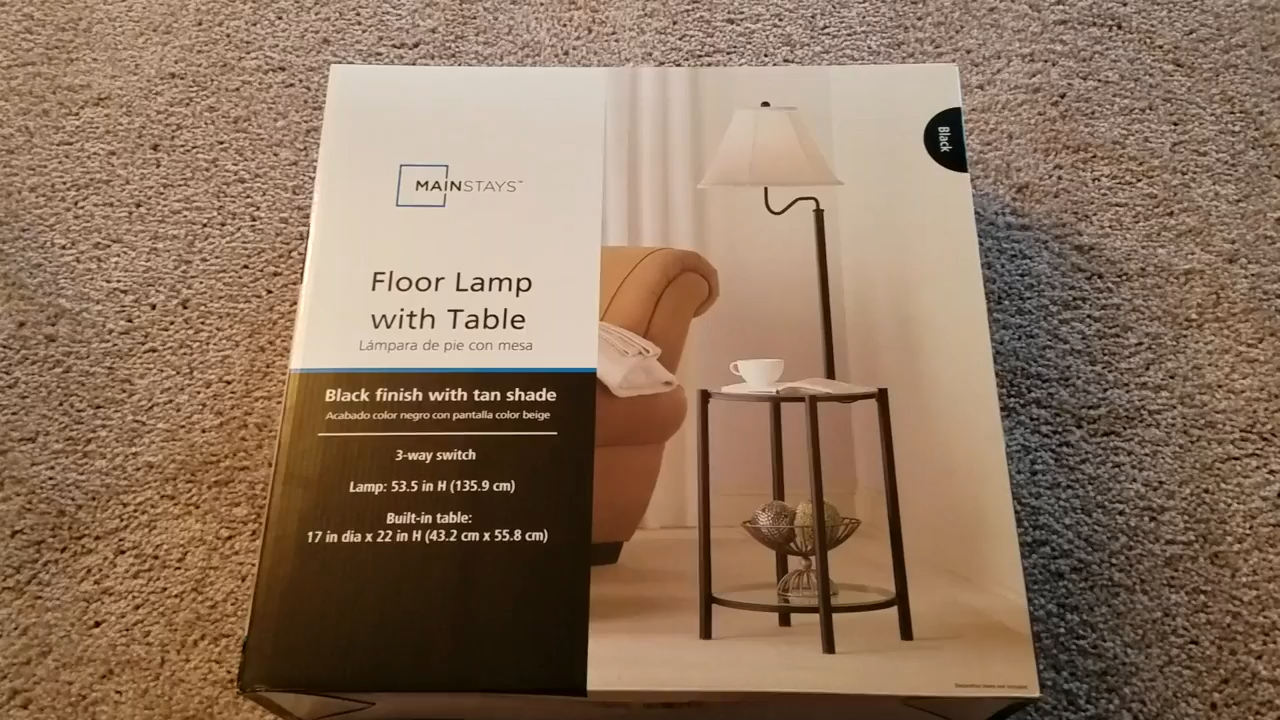 MAINSTAYS™
Floor Lamp
with Table
Lámpara de pie con mesa
Black finish with tan shade
Acabado color negro con pantalla color beige
3-way switch
Lamp: 53.5 in H (135.9 cm)
Built-in table:
17 in dia x 22 in H (43.2 cm x 55.8 cm)
Black